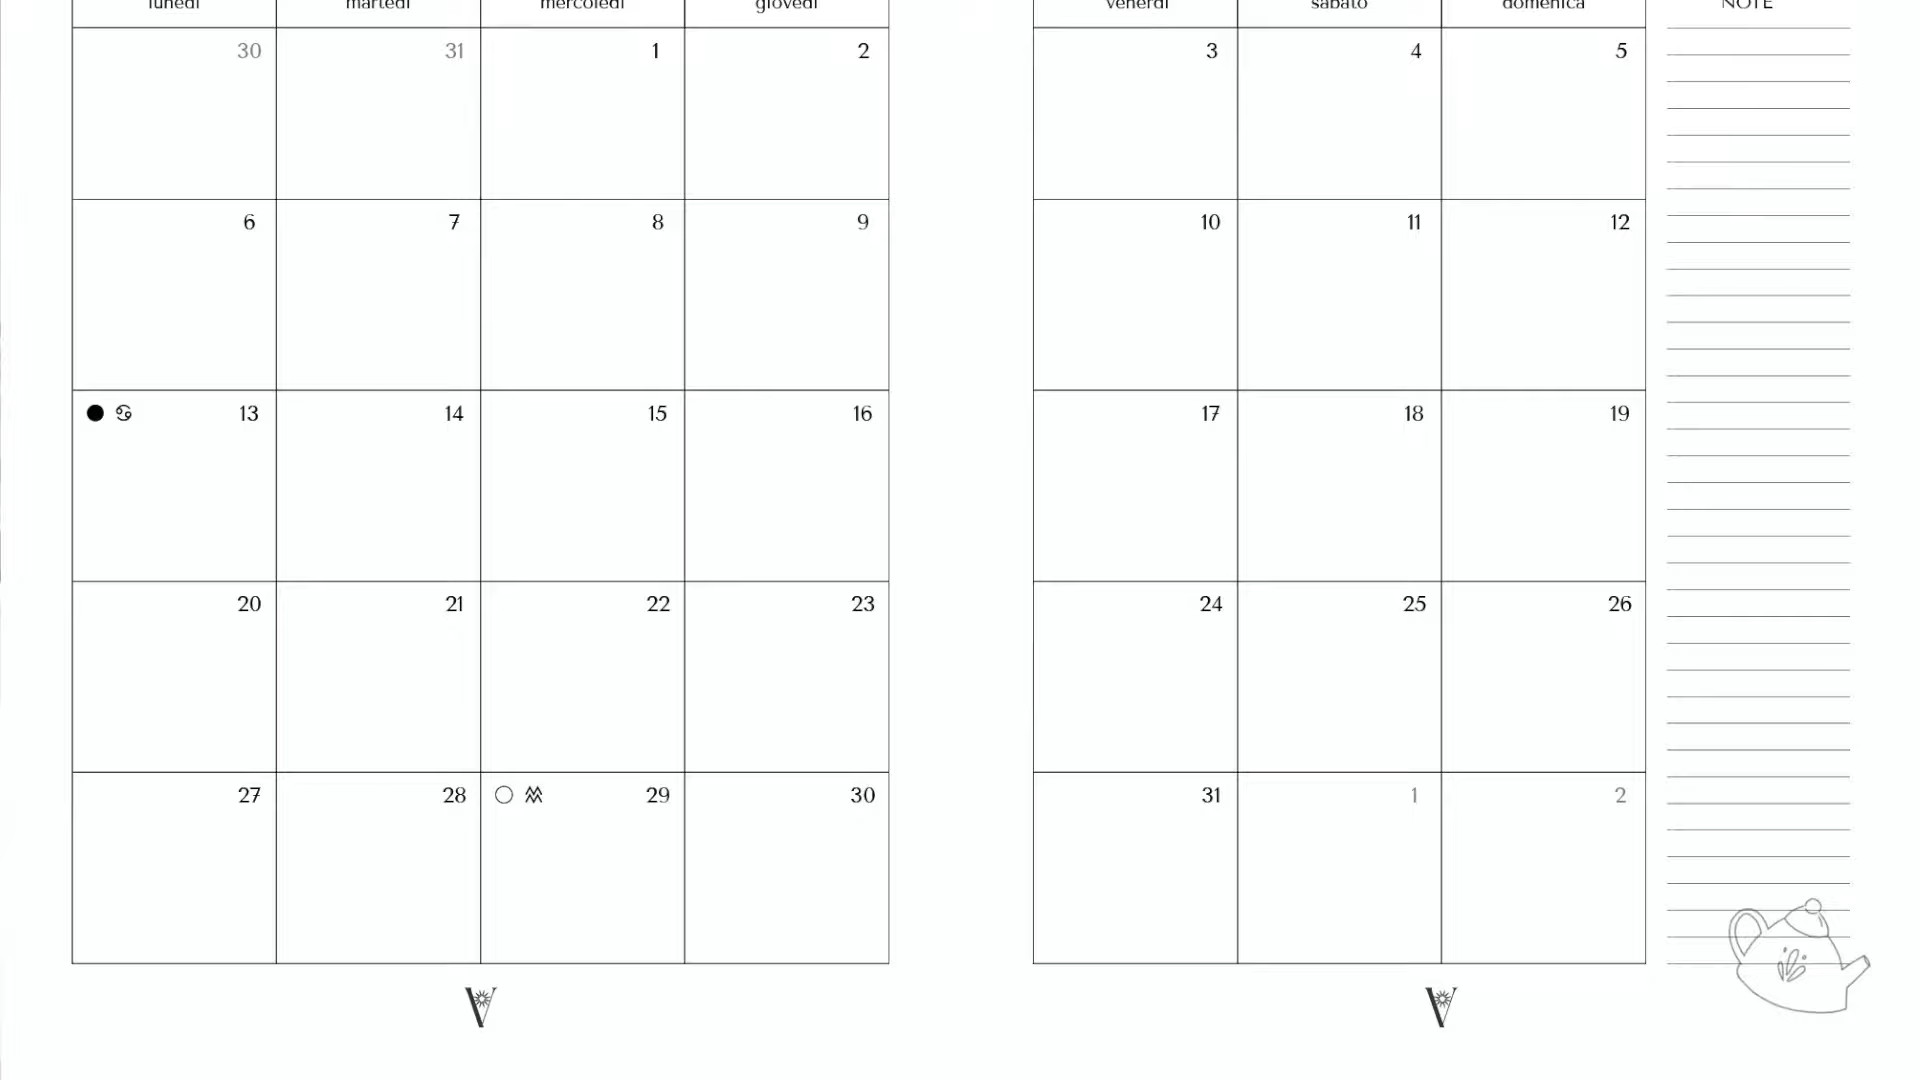 lunedì martedì mercoledì giovedì venerdì sabato domenica NOTE
30 31 1 2 3 4 5
6 7 8 9 10 11 12
● ♋ 13 14 15 16 17 18 19
20 21 22 23 24 25 26
27 28 ○ ♒ 29 30 31 1 2
V V